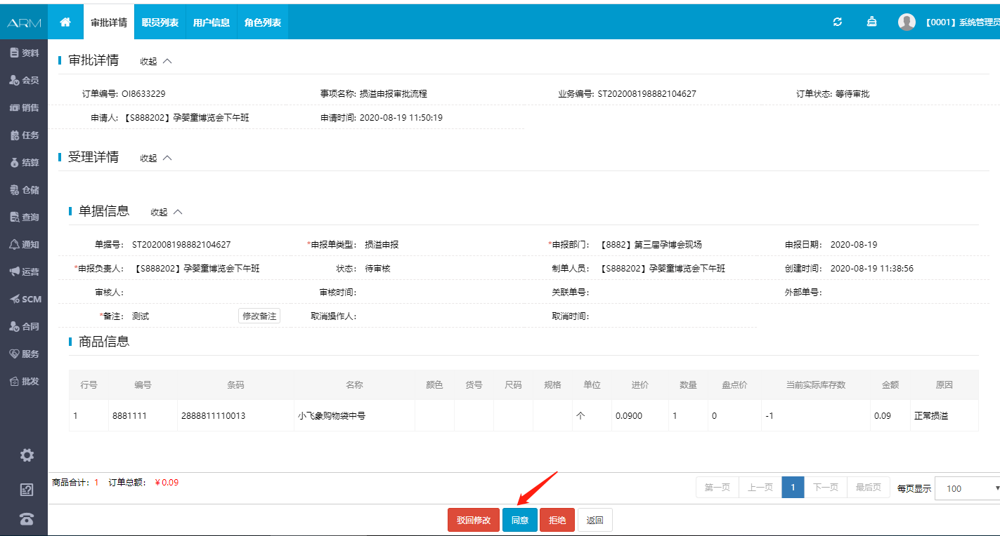 ARM 审批详情 职员列表 用户信息 角色列表 【0001】系统管理员
资料
会员
销售
任务
结算
仓储
查询
通知
运营
SCM
合同
服务
批发
审批详情 收起
订单编号: OI8633229 事项名称: 损溢申报审批流程 业务编号: ST202008198882104627 订单状态: 等待审批
申请人: 【S888202】孕婴童博览会下午班 申请时间: 2020-08-19 11:50:19
受理详情 收起
单据信息 收起
单据号: ST202008198882104627 *申报单类型: 损溢申报 *申报部门: 【8882】第三届孕博会现场 申报日期: 2020-08-19
*申报负责人: 【S888202】孕婴童博览会下午班 状态: 待审核 制单人员: 【S888202】孕婴童博览会下午班 创建时间: 2020-08-19 11:38:56
审核人: 审核时间: 关联单号: 外部单号:
*备注: 测试 修改备注 取消操作人: 取消时间:
商品信息
行号 编号 条码 名称 颜色 货号 尺码 规格 单位 进价 数量 盘点价 当前实际库存数 金额 原因
1 8881111 2888811110013 小飞象购物袋中号 个 0.0900 1 0 -1 0.09 正常损溢
商品合计: 1 订单总额: ￥0.09 第一页 上一页 1 下一页 最后页 每页显示 100
驳回修改 同意 拒绝 返回